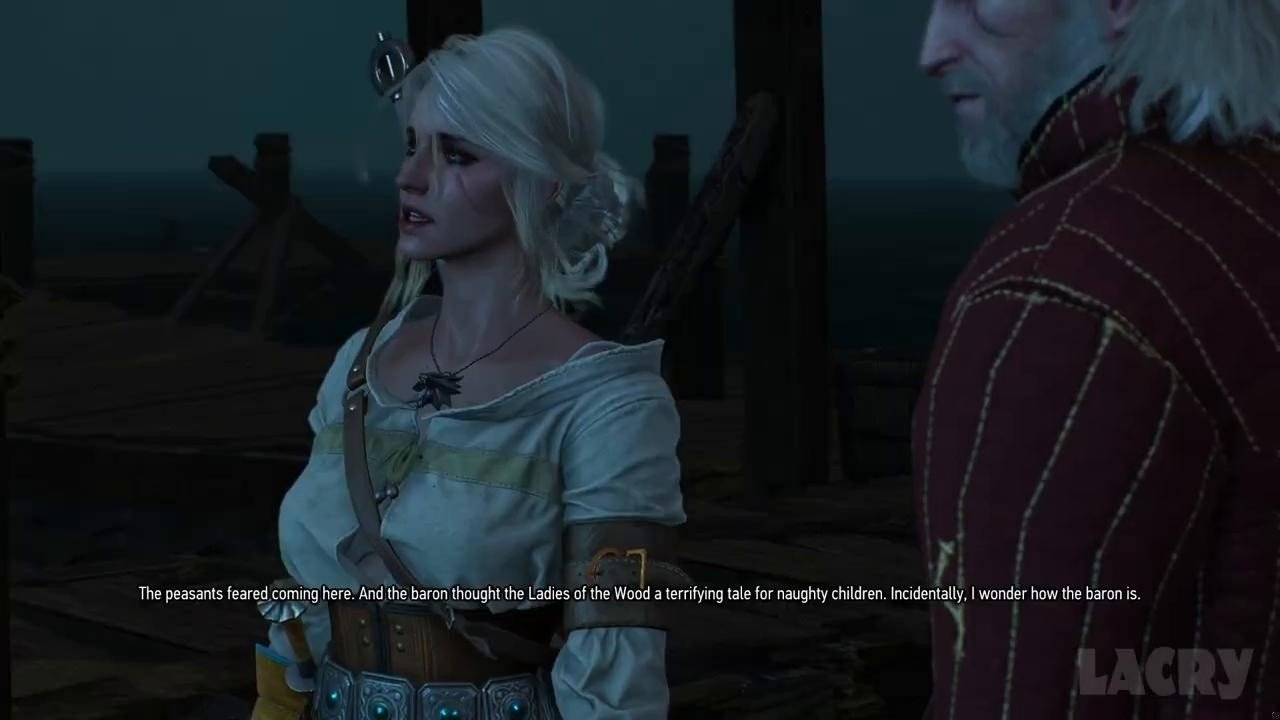 The peasants feared coming here. And the baron thought the Ladies of the Wood a terrifying tale for naughty children. Incidentally, I wonder how the baron is.
LACRY